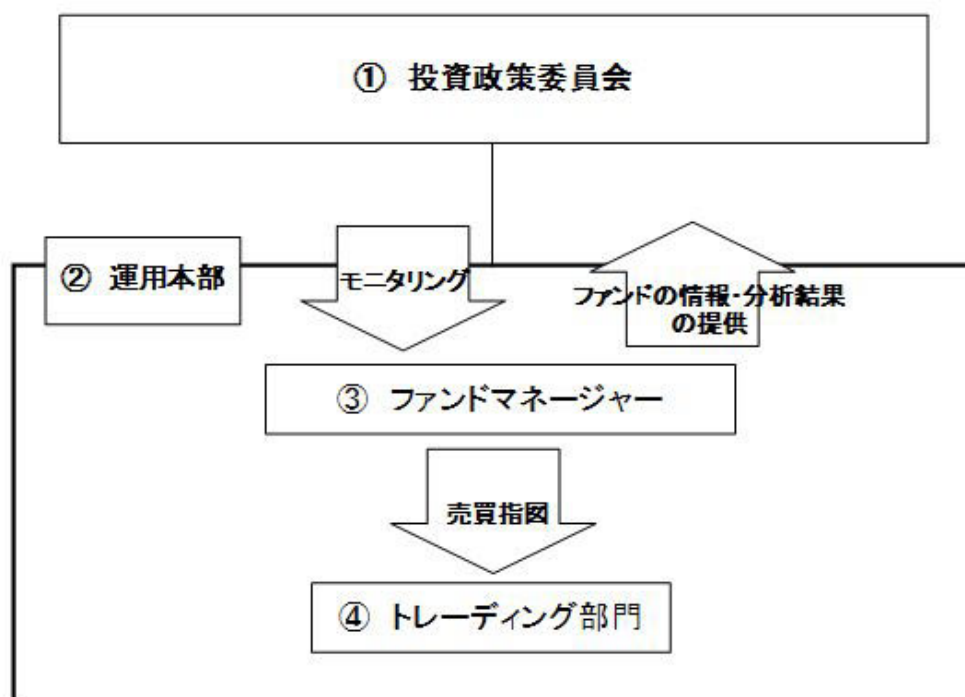 ① 投資政策委員会
② 運用本部
モニタリング
ファンドの情報・分析結果
の提供
③ ファンドマネージャー
売買指図
④ トレーディング部門